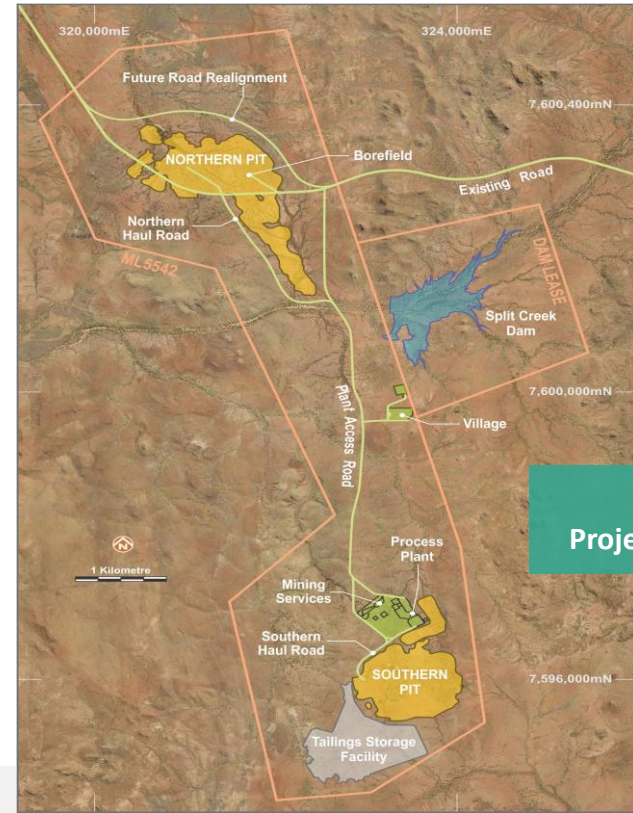 320,000mE
324,000mE
Future Road Realignment
7,600,400mN
NORTHERN PIT
Borefield
Existing Road
Northern
Haul Road
ML5542
DAM LEASE
Split Creek
Dam
7,600,000mN
Plant Access Road
Village
Proje
N
1 Kilometre
Process
Plant
Mining
Services
Southern
Haul Road
SOUTHERN
PIT
7,596,000mN
Tailings Storage
Facility